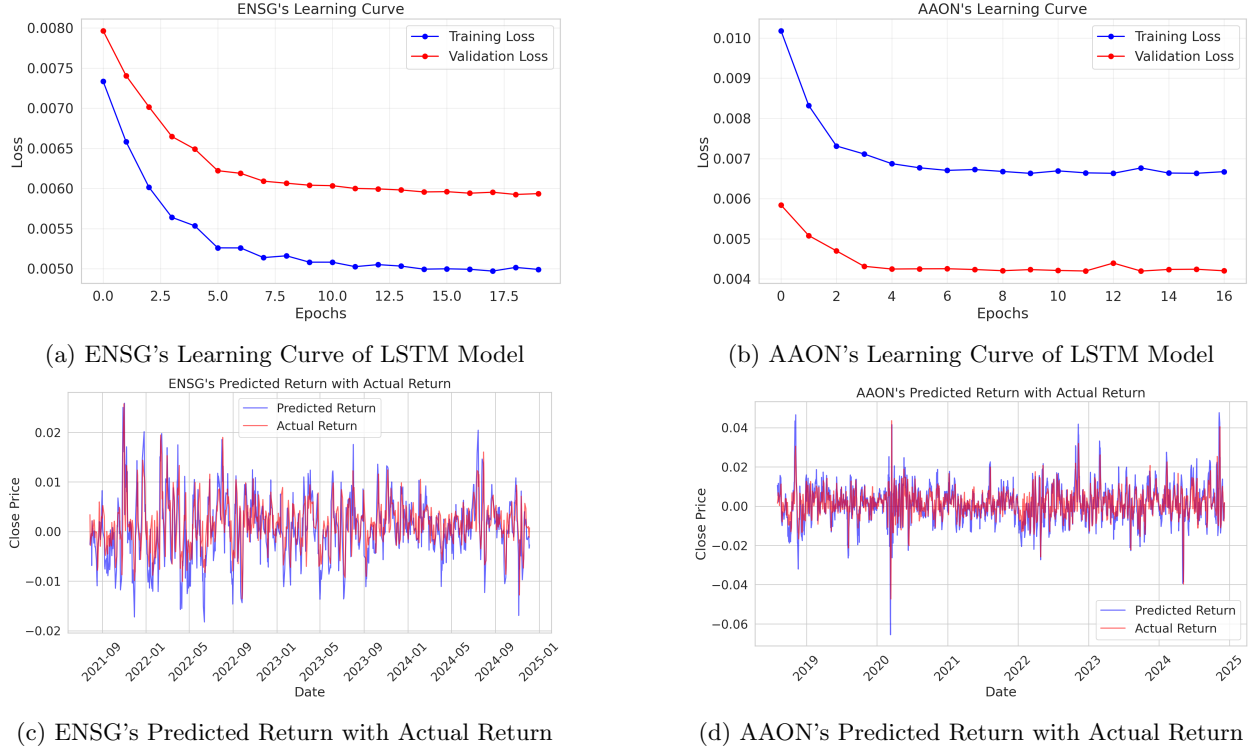 ENSG's Learning Curve
0.0080
0.0075
0.0070
0.0065
0.0060
0.0055
0.0050
Loss
Training Loss
Validation Loss
0.0 2.5 5.0 7.5 10.0 12.5 15.0 17.5
Epochs
(a) ENSG's Learning Curve of LSTM Model
AAON's Learning Curve
0.010
0.009
0.008
0.007
0.006
0.005
0.004
Loss
Training Loss
Validation Loss
0 2 4 6 8 10 12 14 16
Epochs
(b) AAON's Learning Curve of LSTM Model
ENSG's Predicted Return with Actual Return
0.02
0.01
0.00
−0.01
−0.02
Close Price
Predicted Return
Actual Return
2021-09 2022-01 2022-05 2022-09 2023-01 2023-05 2023-09 2024-01 2024-05 2024-09 2025-01
Date
(c) ENSG's Predicted Return with Actual Return
AAON's Predicted Return with Actual Return
0.04
0.02
0.00
−0.02
−0.04
−0.06
Close Price
Predicted Return
Actual Return
2019 2020 2021 2022 2023 2024 2025
Date
(d) AAON's Predicted Return with Actual Return